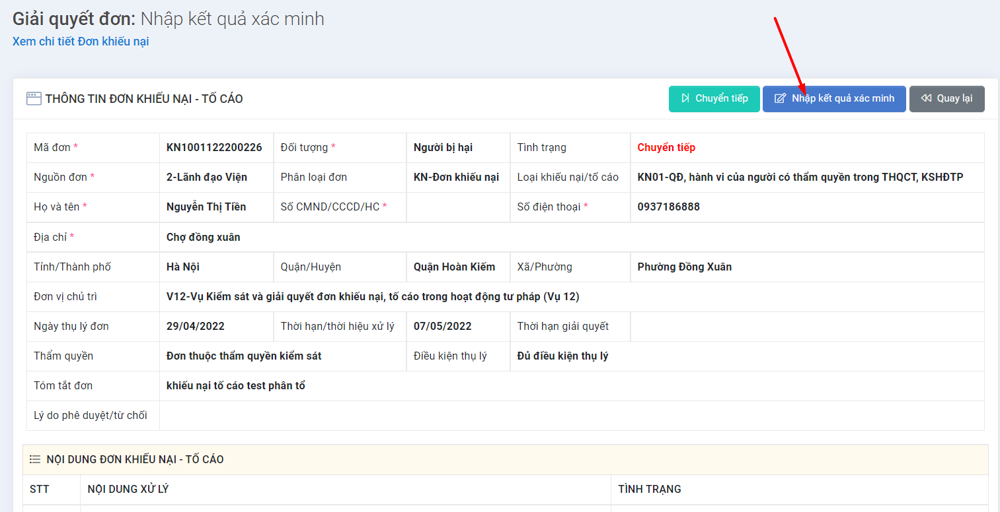 Giải quyết đơn: Nhập kết quả xác minh
Xem chi tiết Đơn khiếu nại
THÔNG TIN ĐƠN KHIẾU NẠI - TỐ CÁO
Chuyển tiếp
Nhập kết quả xác minh
Quay lại
Mã đơn * KN1001122200226 Đối tượng * Người bị hại Tình trạng Chuyển tiếp
Nguồn đơn * 2-Lãnh đạo Viện Phân loại đơn KN-Đơn khiếu nại Loại khiếu nại/tố cáo KN01-QĐ, hành vi của người có thẩm quyền trong THQCT, KSHĐTP
Họ và tên * Nguyễn Thị Tiền Số CMND/CCCD/HC * Số điện thoại * 0937186888
Địa chỉ * Chợ đồng xuân
Tỉnh/Thành phố Hà Nội Quận/Huyện Quận Hoàn Kiếm Xã/Phường Phường Đồng Xuân
Đơn vị chủ trì V12-Vụ Kiểm sát và giải quyết đơn khiếu nại, tố cáo trong hoạt động tư pháp (Vụ 12)
Ngày thụ lý đơn 29/04/2022 Thời hạn/thời hiệu xử lý 07/05/2022 Thời hạn giải quyết
Thẩm quyền Đơn thuộc thẩm quyền kiểm sát Điều kiện thụ lý Đủ điều kiện thụ lý
Tóm tắt đơn khiếu nại tố cáo test phân tổ
Lý do phê duyệt/từ chối
NỘI DUNG ĐƠN KHIẾU NẠI - TỐ CÁO
STT NỘI DUNG XỬ LÝ TÌNH TRẠNG